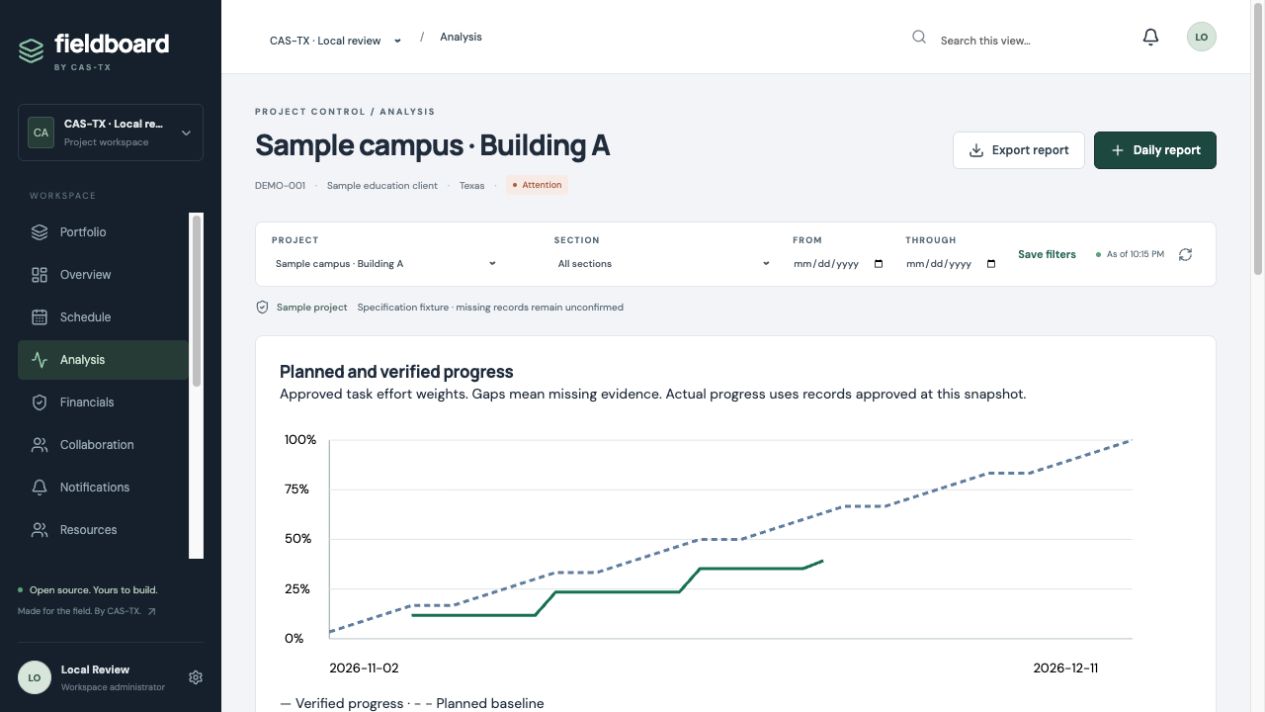 fieldboard
BY CAS-TX
CA
CAS-TX · Local re...
Project workspace
WORKSPACE
Portfolio
Overview
Schedule
Analysis
Financials
Collaboration
Notifications
Resources
Open source. Yours to build.
Made for the field. By CAS-TX.
LO
Local Review
Workspace administrator
CAS-TX · Local review / Analysis
Search this view...
LO
PROJECT CONTROL / ANALYSIS
Sample campus · Building A
DEMO-001 · Sample education client · Texas · Attention
Export report
Daily report
PROJECT
Sample campus · Building A
SECTION
All sections
FROM
mm/dd/yyyy
THROUGH
mm/dd/yyyy
Save filters
As of 10:15 PM
Sample project Specification fixture · missing records remain unconfirmed
Planned and verified progress
Approved task effort weights. Gaps mean missing evidence. Actual progress uses records approved at this snapshot.
100%
75%
50%
25%
0%
2026-11-02 2026-12-11
— Verified progress · - - Planned baseline